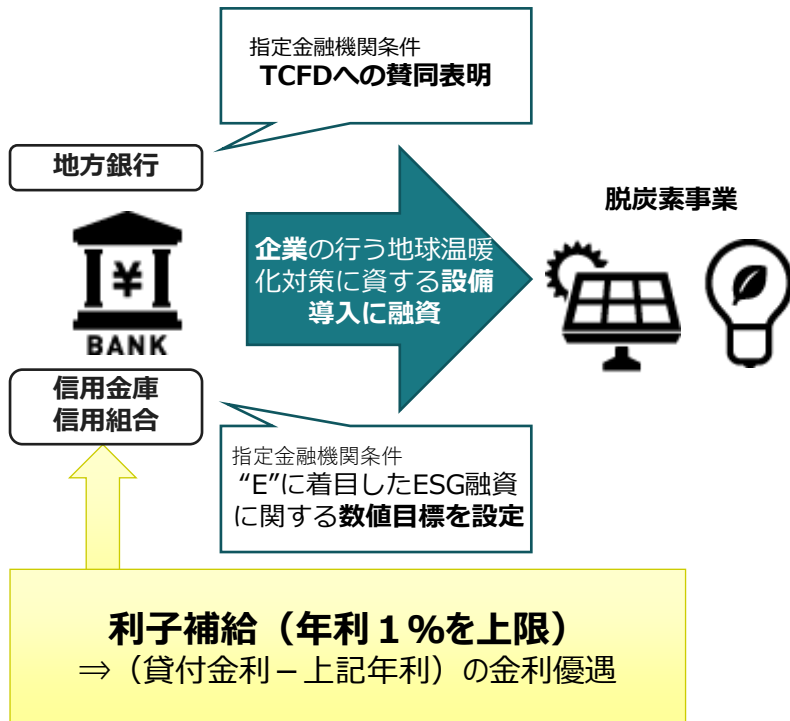 指定金融機関条件
TCFDへの賛同表明
地方銀行
¥
BANK
企業の行う地球温暖
化対策に資する設備
導入に融資
脱炭素事業
信用金庫
信用組合
指定金融機関条件
“E”に着目したESG融資
に関する数値目標を設定
利子補給（年利１%を上限）
⇒（貸付金利－上記年利）の金利優遇